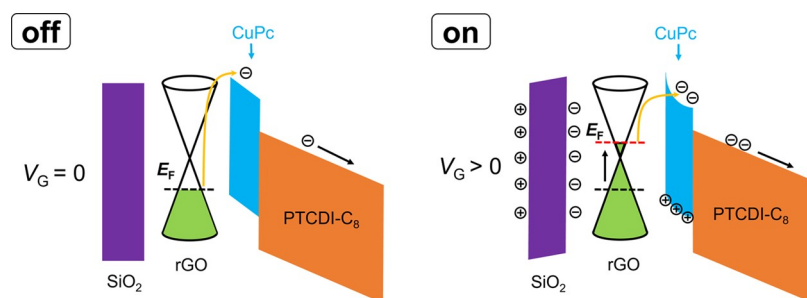 off
CuPc
⊖
V_G = 0
E_F
⊖
PTCDI-C₈
SiO₂
rGO
on
CuPc
⊖
⊖
⊕ ⊖
⊕ ⊖
⊕ ⊖
⊕ ⊖
⊕ ⊖
V_G > 0
E_F
⊖⊖
⊕⊕⊕
PTCDI-C₈
SiO₂
rGO